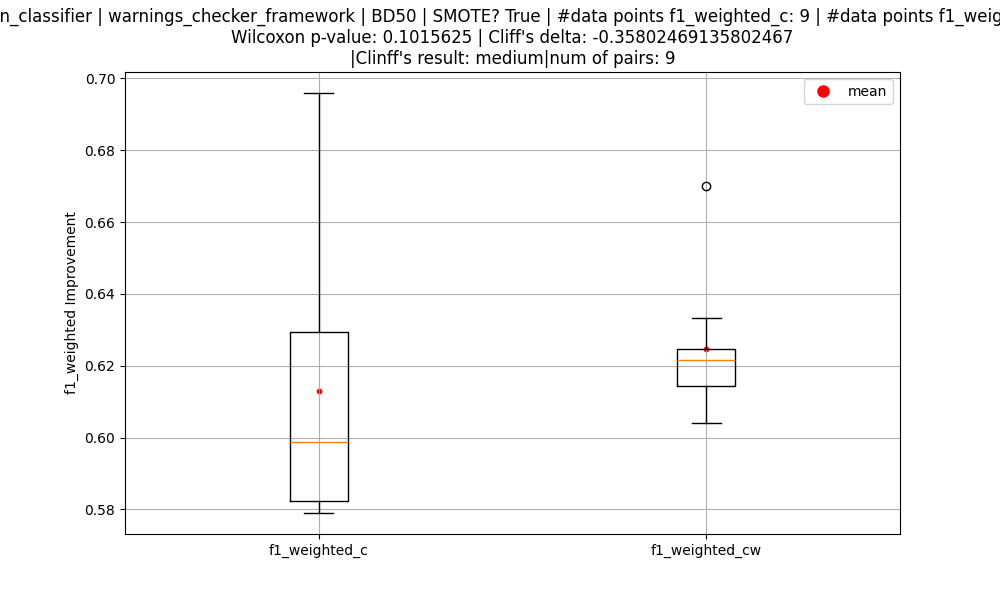 n_classifier | warnings_checker_framework | BD50 | SMOTE? True | #data points f1_weighted_c: 9 | #data points f1_weig
Wilcoxon p-value: 0.1015625 | Cliff's delta: -0.35802469135802467
|Clinff's result: medium|num of pairs: 9
0.70
mean
0.68
0.66
0.64
0.62
0.60
0.58
f1_weighted Improvement
f1_weighted_c
f1_weighted_cw